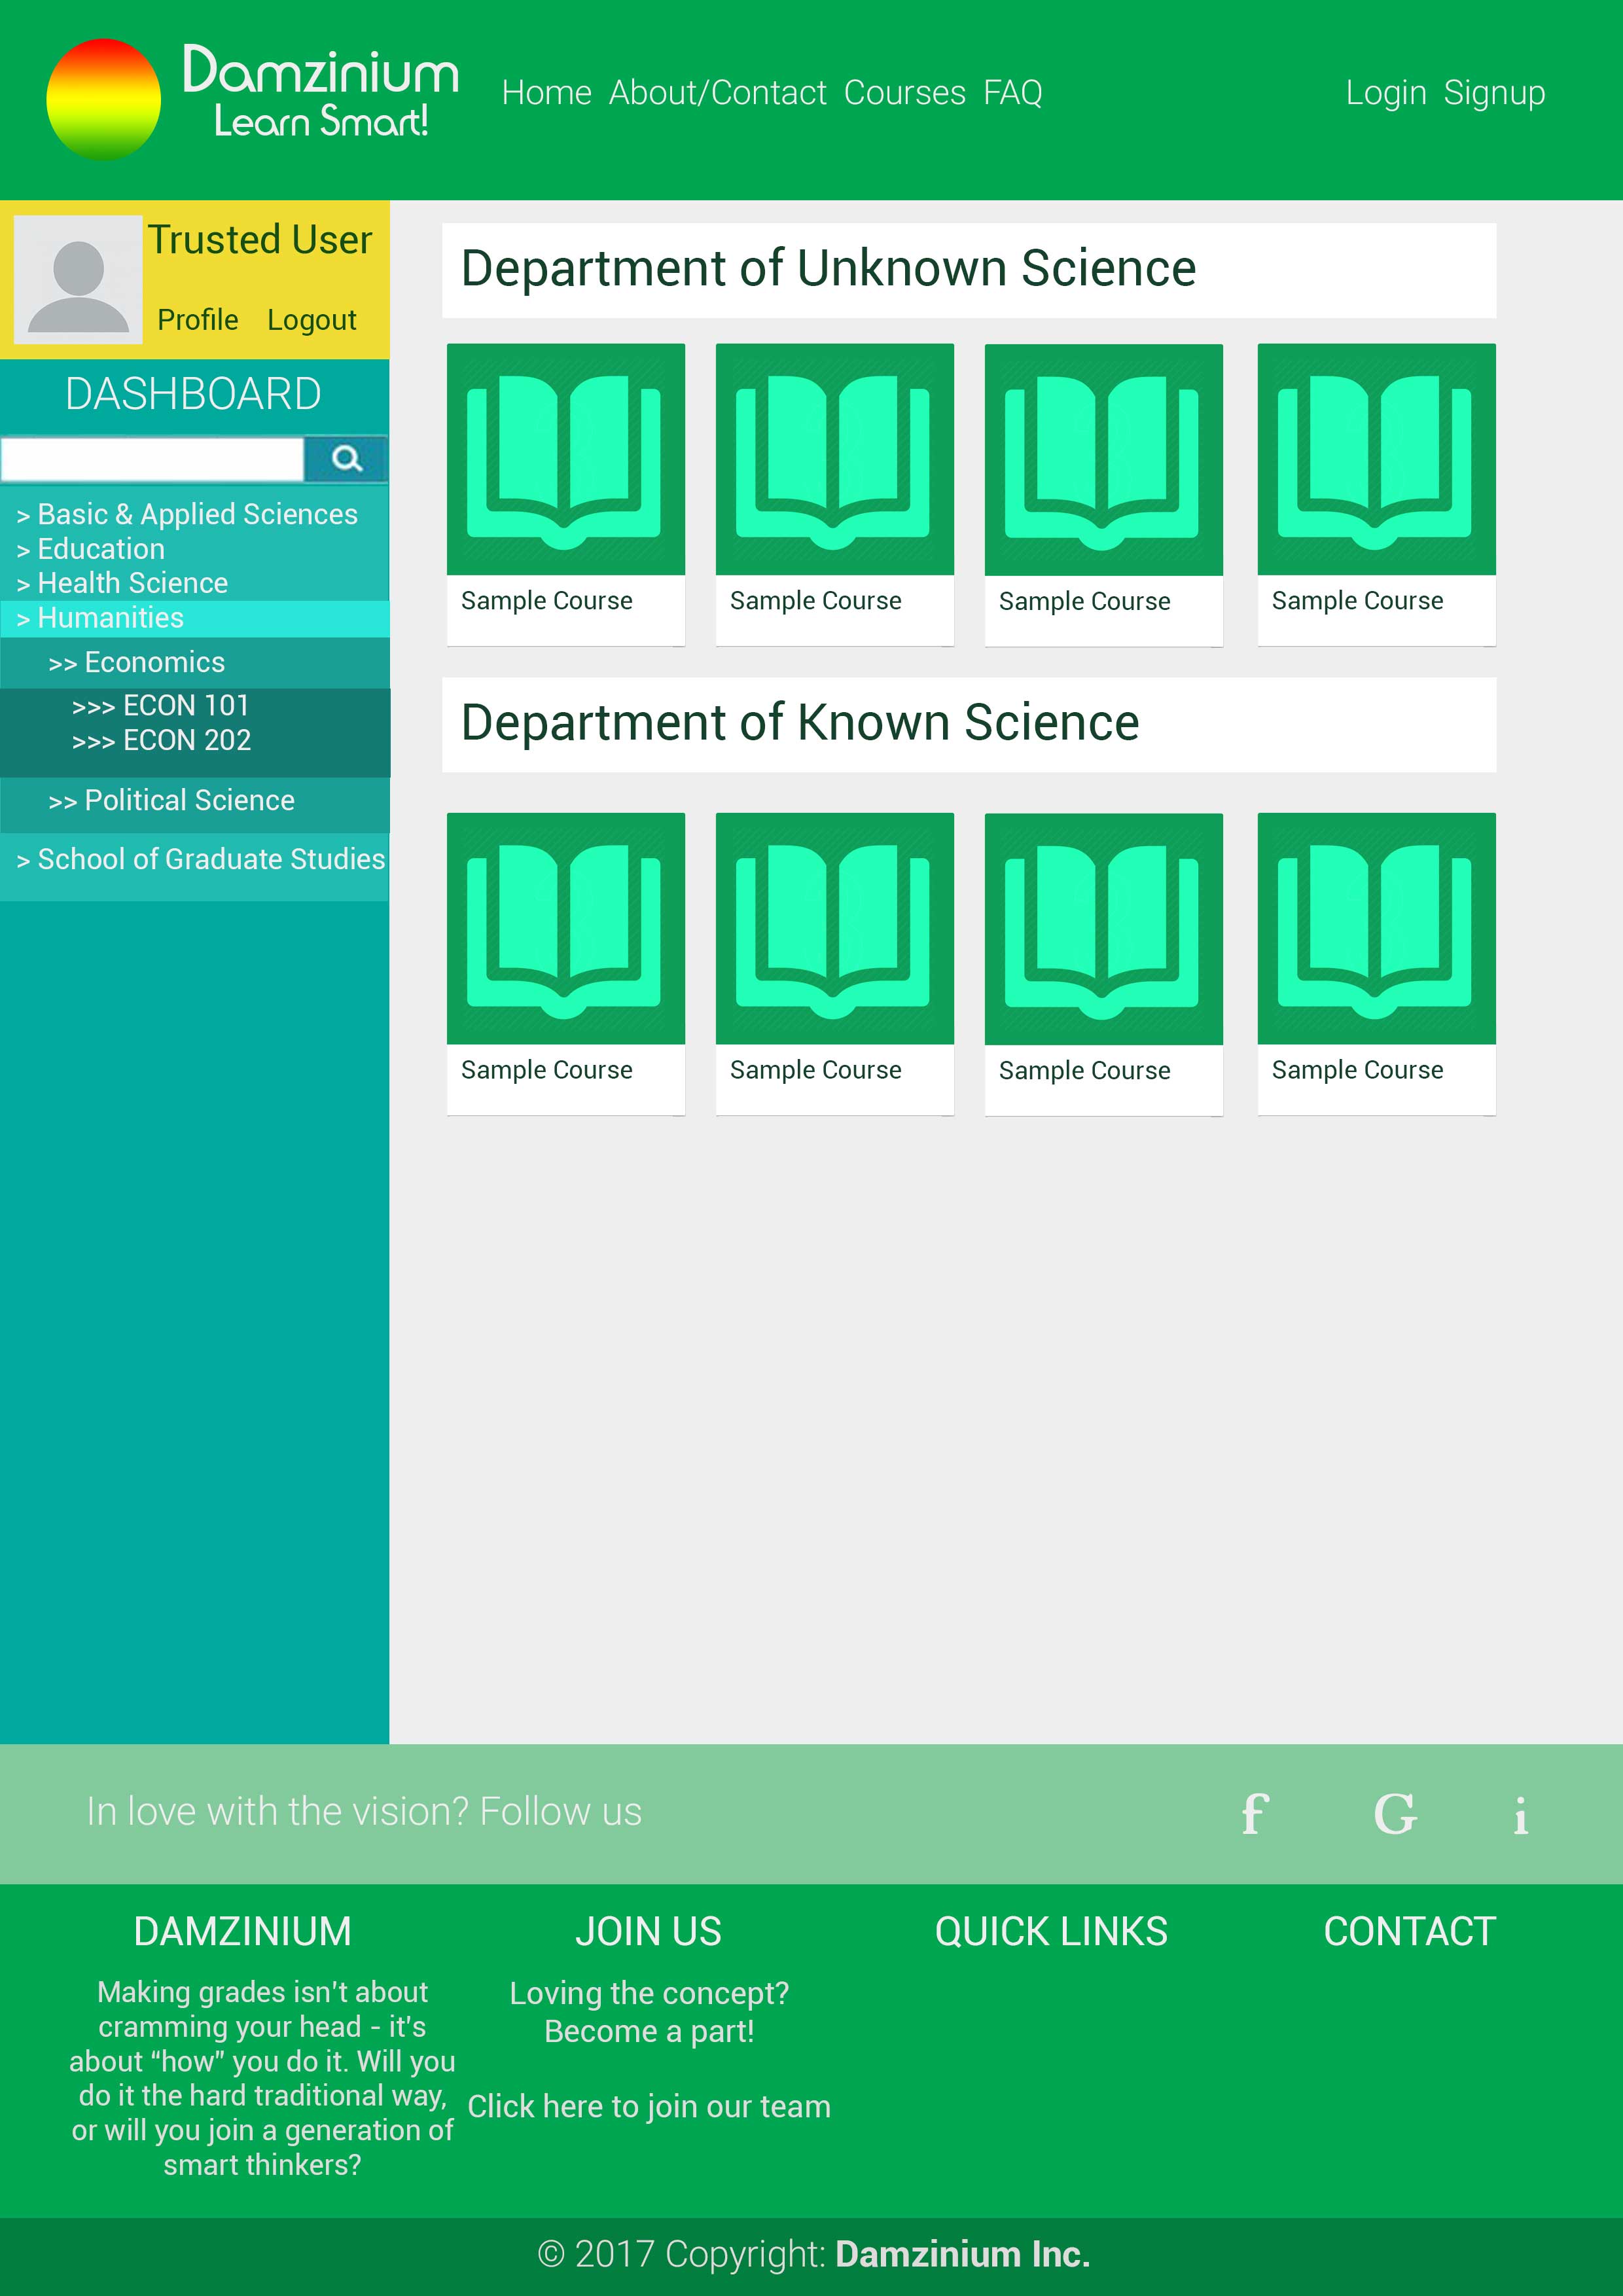 Damzinium
Learn Smart!
Home About/Contact Courses FAQ
Login Signup
Trusted User
Profile Logout
DASHBOARD
> Basic & Applied Sciences
> Education
> Health Science
> Humanities
>> Economics
>>> ECON 101
>>> ECON 202
>> Political Science
> School of Graduate Studies
Department of Unknown Science
Sample Course
Sample Course
Sample Course
Sample Course
Department of Known Science
Sample Course
Sample Course
Sample Course
Sample Course
In love with the vision? Follow us
f G i
DAMZINIUM
Making grades isn't about
cramming your head - it's
about “how” you do it. Will you
do it the hard traditional way,
or will you join a generation of
smart thinkers?
JOIN US
Loving the concept?
Become a part!
Click here to join our team
QUICK LINKS
CONTACT
© 2017 Copyright: Damzinium Inc.